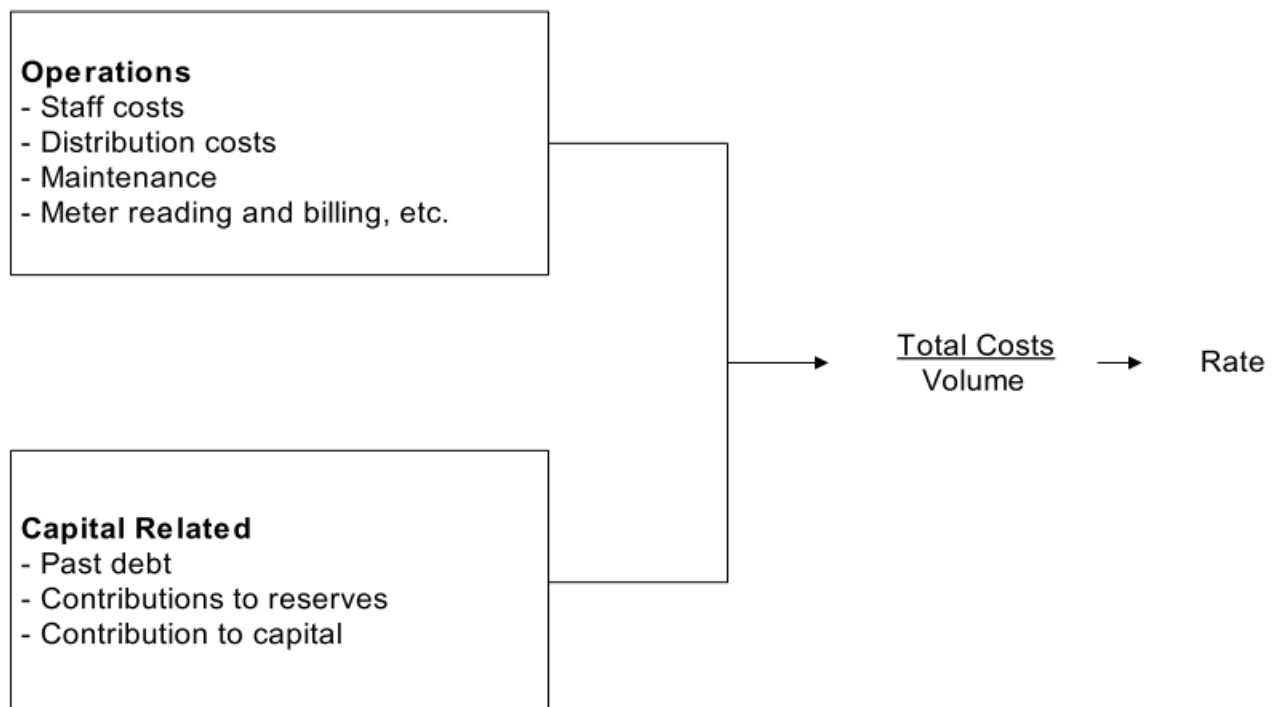 Operations
- Staff costs
- Distribution costs
- Maintenance
- Meter reading and billing, etc.
Total Costs
Volume
Rate
Capital Related
- Past debt
- Contributions to reserves
- Contribution to capital